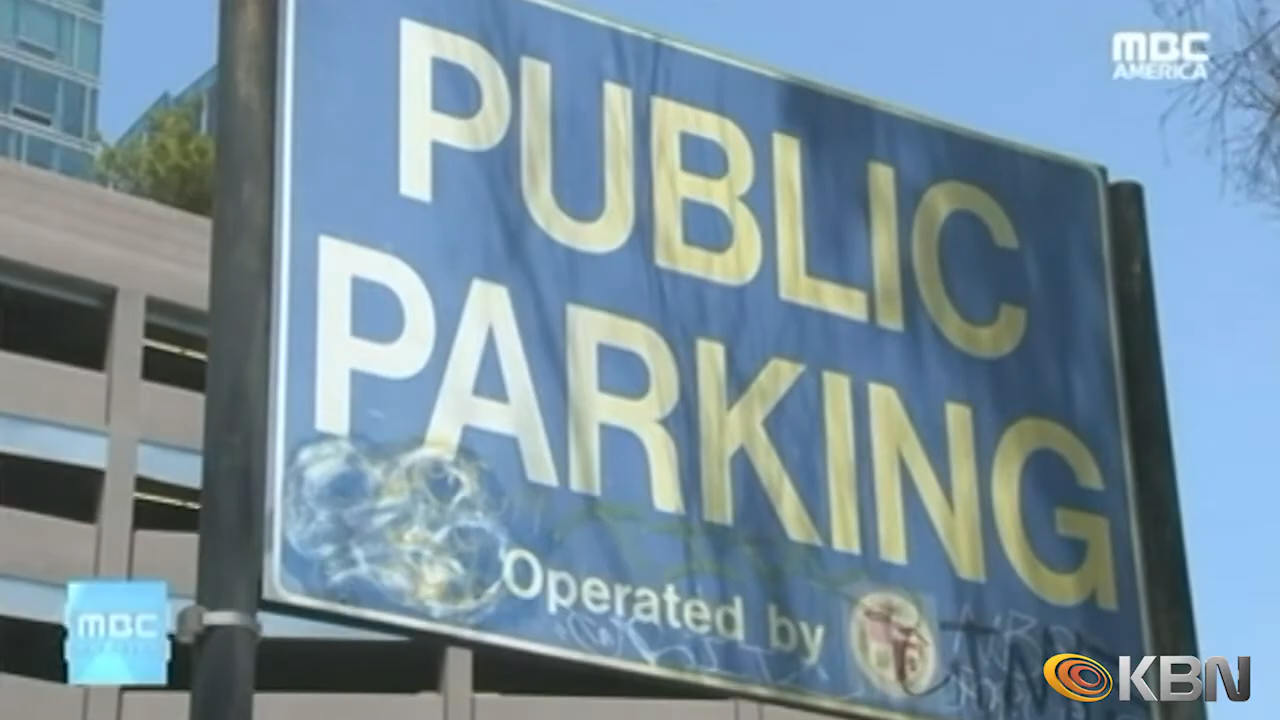 MBC
AMERICA
PUBLIC
PARKING
Operated by
MBC
KBN